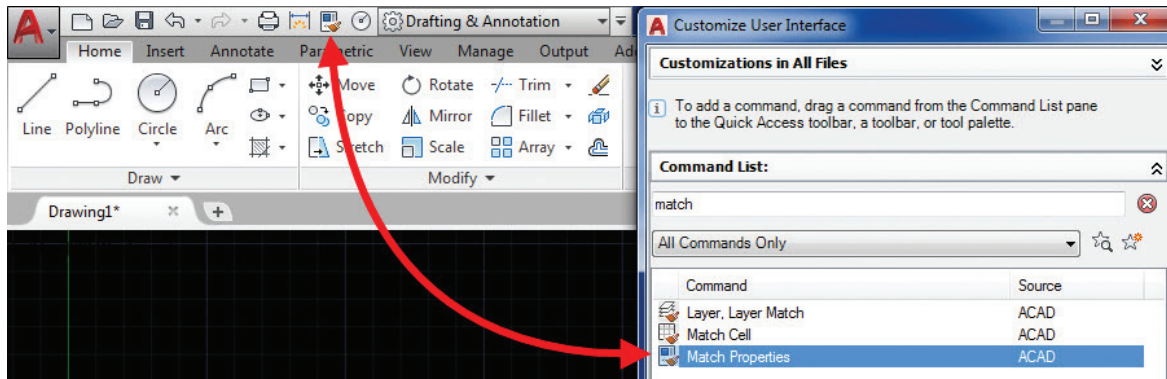 Drafting & Annotation
Home Insert Annotate Parametric View Manage Output
Move Rotate Trim
Copy Mirror Fillet
Line Polyline Circle Arc
Stretch Scale Array
Draw Modify
Drawing1*
Customize User Interface
Customizations in All Files
To add a command, drag a command from the Command List pane
to the Quick Access toolbar, a toolbar, or tool palette.
Command List:
match
All Commands Only
Command Source
Layer, Layer Match ACAD
Match Cell ACAD
Match Properties ACAD